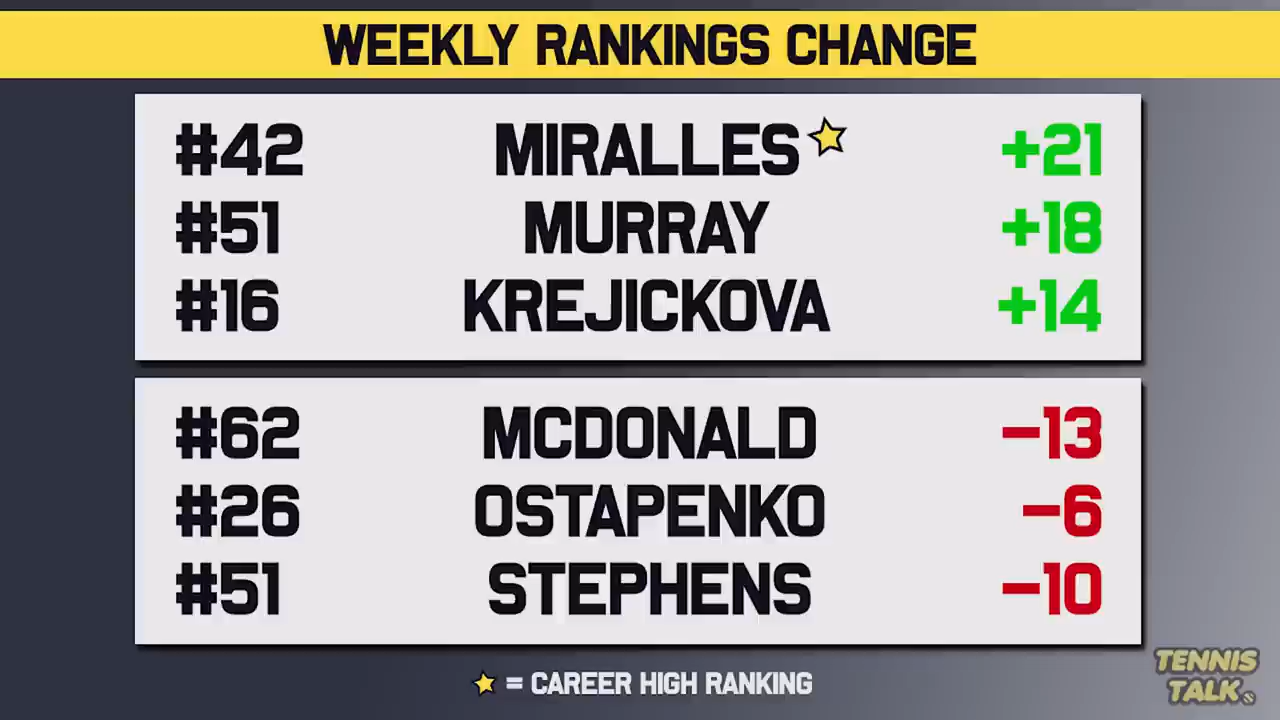 WEEKLY RANKINGS CHANGE
#42 MIRALLES +21
#51 MURRAY +18
#16 KREJICKOVA +14
#62 MCDONALD -13
#26 OSTAPENKO -6
#51 STEPHENS -10
= CAREER HIGH RANKING
TENNIS
TALK